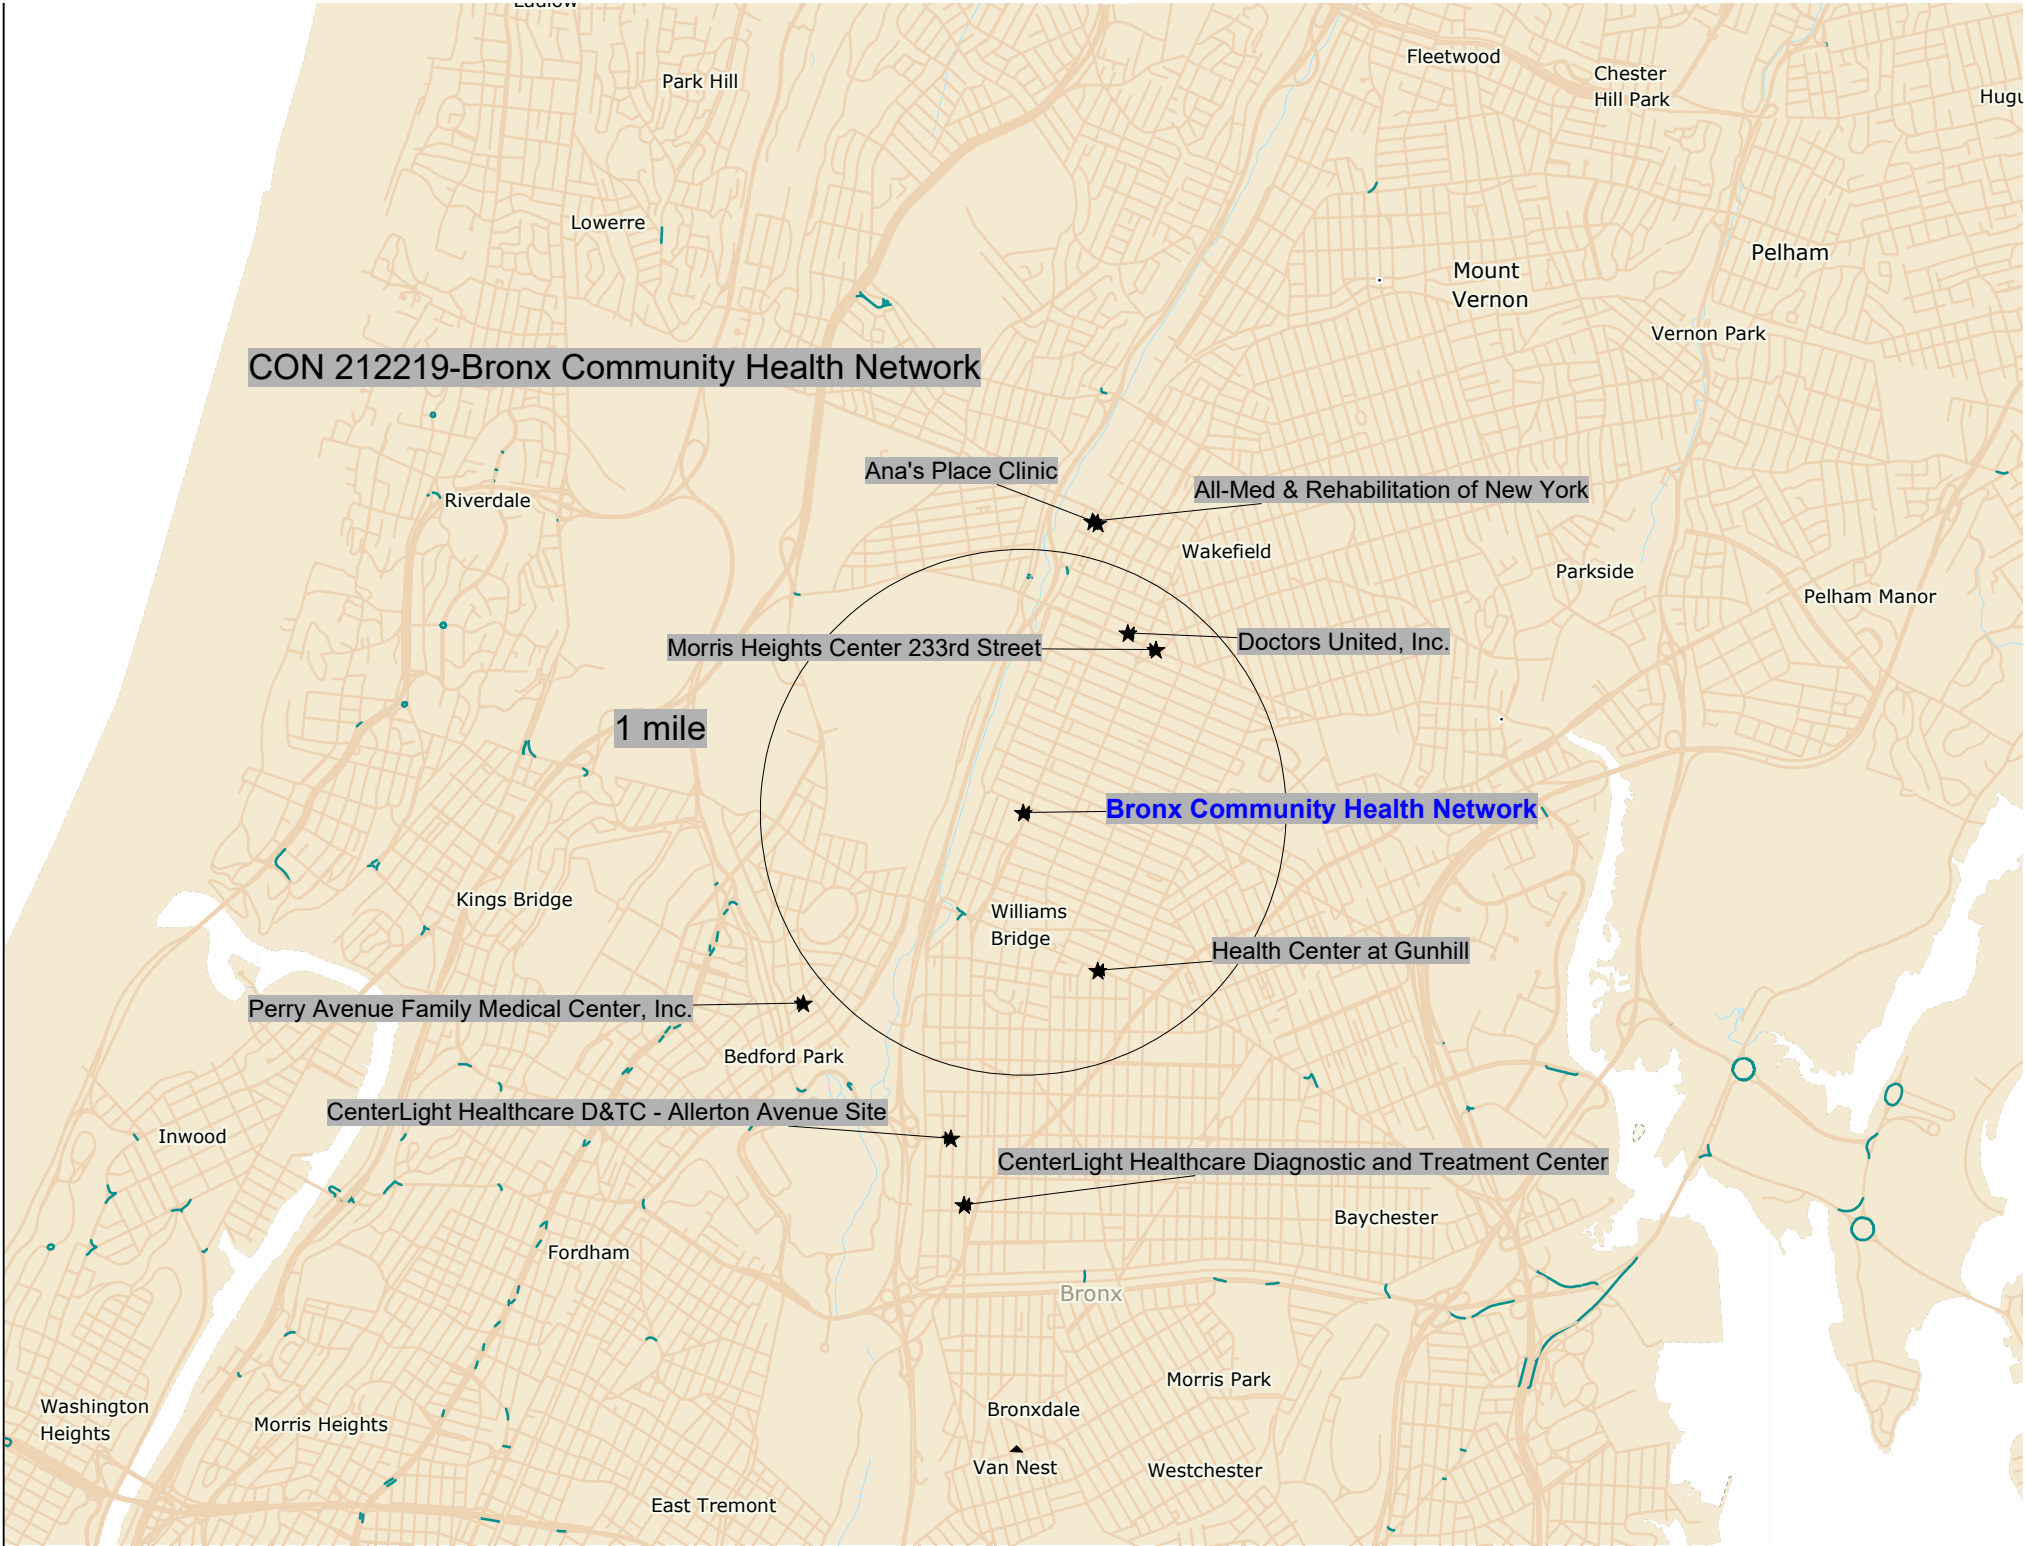 Ludlow
Park Hill
Fleetwood
Chester
Hill Park
Lowerre
Pelham
Mount
Vernon
Vernon Park
CON 212219-Bronx Community Health Network
Ana's Place Clinic
All-Med & Rehabilitation of New York
Riverdale
Wakefield
Parkside
Pelham Manor
Morris Heights Center 233rd Street
Doctors United, Inc.
1 mile
Bronx Community Health Network
Kings Bridge
Williams
Bridge
Health Center at Gunhill
Perry Avenue Family Medical Center, Inc.
Bedford Park
CenterLight Healthcare D&TC - Allerton Avenue Site
Inwood
CenterLight Healthcare Diagnostic and Treatment Center
Baychester
Fordham
Bronx
Morris Park
Washington
Heights
Morris Heights
Bronxdale
Van Nest
Westchester
East Tremont